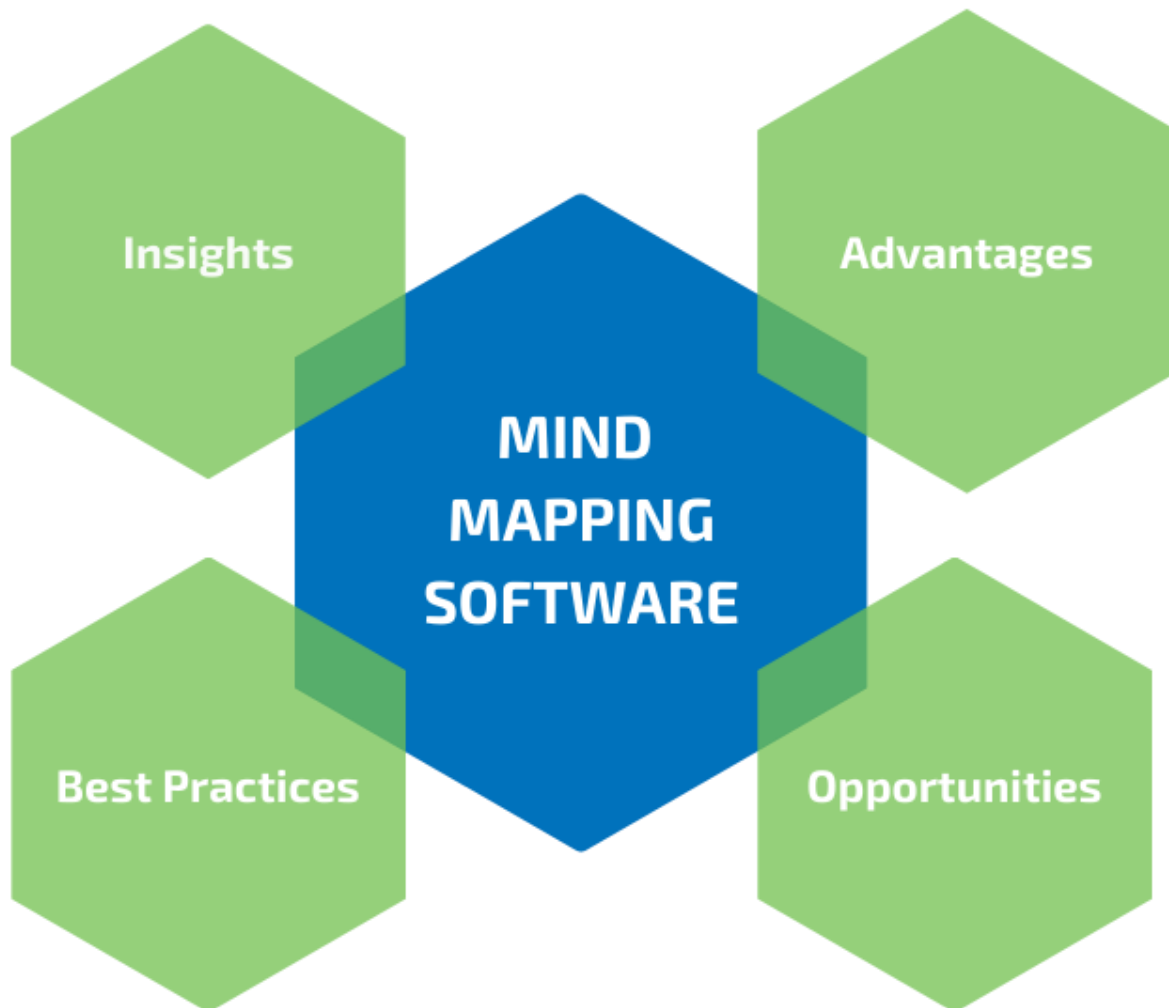 Insights
Advantages
MIND
MAPPING
SOFTWARE
Best Practices
Opportunities